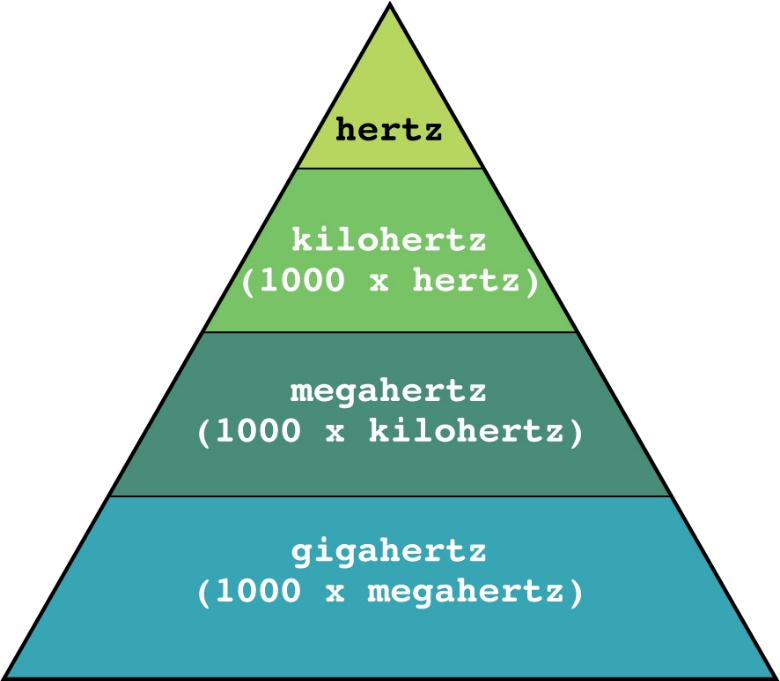 hertz
kilohertz
(1000 x hertz)
megahertz
(1000 x kilohertz)
gigahertz
(1000 x megahertz)